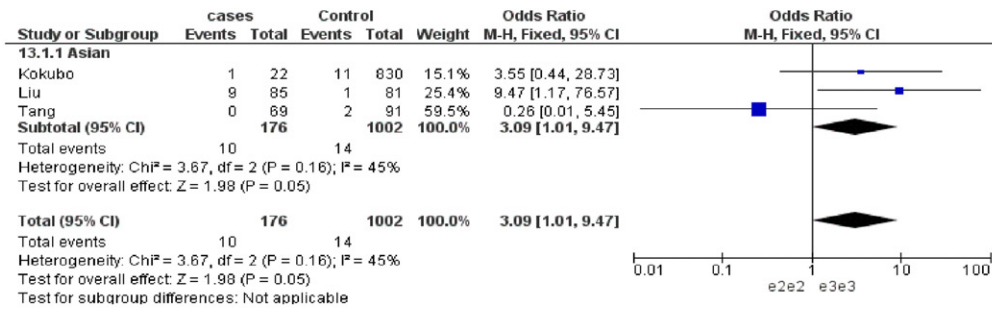 cases Control Odds Ratio Odds Ratio
Study or Subgroup Events Total Events Total Weight M-H, Fixed, 95% CI M-H, Fixed, 95% CI
13.1.1 Asian
Kokubo 1 22 11 830 15.1% 3.55 [0.44, 28.73]
Liu 9 85 1 81 25.4% 9.47 [1.17, 76.57]
Tang 0 69 2 91 59.5% 0.26 [0.01, 5.45]
Subtotal (95% CI) 176 1002 100.0% 3.09 [1.01, 9.47]
Total events 10 14
Heterogeneity: Chi² = 3.67, df = 2 (P = 0.16); I² = 45%
Test for overall effect: Z = 1.98 (P = 0.05)
Total (95% CI) 176 1002 100.0% 3.09 [1.01, 9.47]
Total events 10 14
Heterogeneity: Chi² = 3.67, df = 2 (P = 0.16); I² = 45%
Test for overall effect: Z = 1.98 (P = 0.05)
Test for subgroup differences: Not applicable
0.01 0.1 1 10 100
e2e2 e3e3